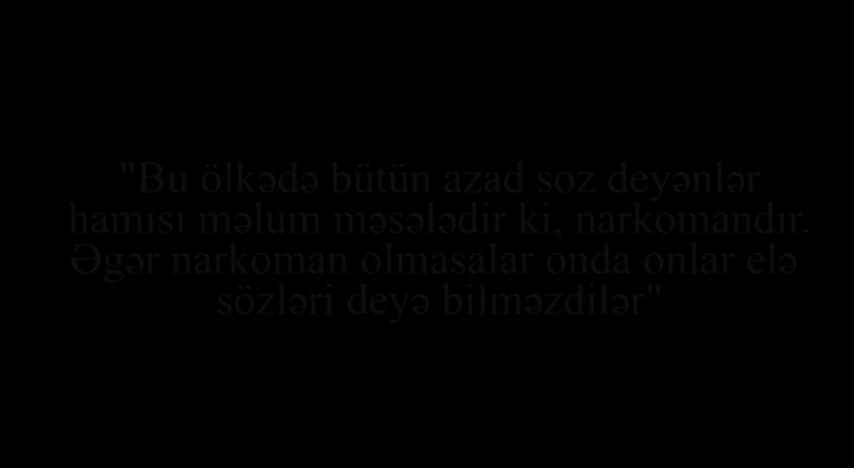 "Bu ölkədə bütün azad soz deyənlər
hamısı məlum məsələdir ki, narkomandır.
Əgər narkoman olmasalar onda onlar elə
sözləri deyə bilməzdilər"